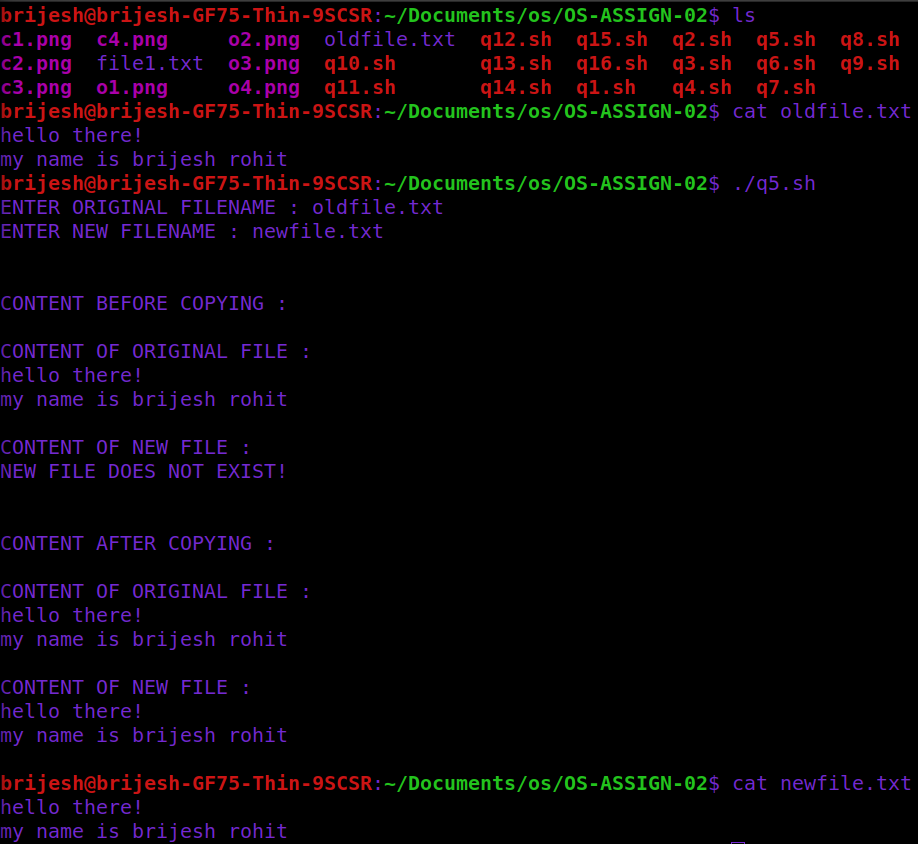 brijesh@brijesh-GF75-Thin-9SCSR:~/Documents/os/OS-ASSIGN-02$ ls
c1.png  c4.png     o2.png  oldfile.txt  q12.sh  q15.sh  q2.sh  q5.sh  q8.sh
c2.png  file1.txt  o3.png  q10.sh       q13.sh  q16.sh  q3.sh  q6.sh  q9.sh
c3.png  o1.png     o4.png  q11.sh       q14.sh  q1.sh   q4.sh  q7.sh
brijesh@brijesh-GF75-Thin-9SCSR:~/Documents/os/OS-ASSIGN-02$ cat oldfile.txt
hello there!
my name is brijesh rohit
brijesh@brijesh-GF75-Thin-9SCSR:~/Documents/os/OS-ASSIGN-02$ ./q5.sh
ENTER ORIGINAL FILENAME : oldfile.txt
ENTER NEW FILENAME : newfile.txt
CONTENT BEFORE COPYING :
CONTENT OF ORIGINAL FILE :
hello there!
my name is brijesh rohit
CONTENT OF NEW FILE :
NEW FILE DOES NOT EXIST!
CONTENT AFTER COPYING :
CONTENT OF ORIGINAL FILE :
hello there!
my name is brijesh rohit
CONTENT OF NEW FILE :
hello there!
my name is brijesh rohit
brijesh@brijesh-GF75-Thin-9SCSR:~/Documents/os/OS-ASSIGN-02$ cat newfile.txt
hello there!
my name is brijesh rohit